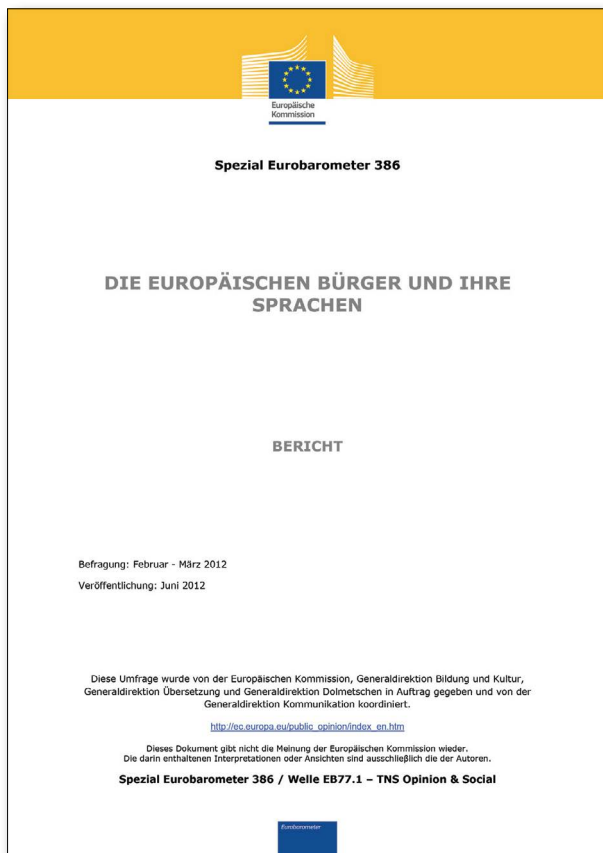 Europäische
Kommission
Spezial Eurobarometer 386
DIE EUROPÄISCHEN BÜRGER UND IHRE
SPRACHEN
BERICHT
Befragung: Februar - März 2012
Veröffentlichung: Juni 2012
Diese Umfrage wurde von der Europäischen Kommission, Generaldirektion Bildung und Kultur,
Generaldirektion Übersetzung und Generaldirektion Dolmetschen in Auftrag gegeben und von der
Generaldirektion Kommunikation koordiniert.
http://ec.europa.eu/public_opinion/index_en.htm
Dieses Dokument gibt nicht die Meinung der Europäischen Kommission wieder.
Die darin enthaltenen Interpretationen oder Ansichten sind ausschließlich die der Autoren.
Spezial Eurobarometer 386 / Welle EB77.1 – TNS Opinion & Social
Eurobarometer